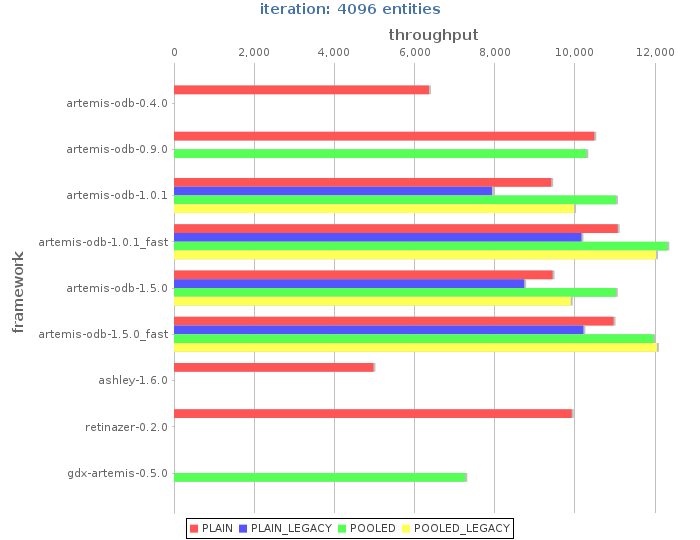 iteration: 4096 entities
throughput
0 2,000 4,000 6,000 8,000 10,000 12,000
framework
artemis-odb-0.4.0
artemis-odb-0.9.0
artemis-odb-1.0.1
artemis-odb-1.0.1_fast
artemis-odb-1.5.0
artemis-odb-1.5.0_fast
ashley-1.6.0
retinazer-0.2.0
gdx-artemis-0.5.0
PLAIN PLAIN_LEGACY POOLED POOLED_LEGACY